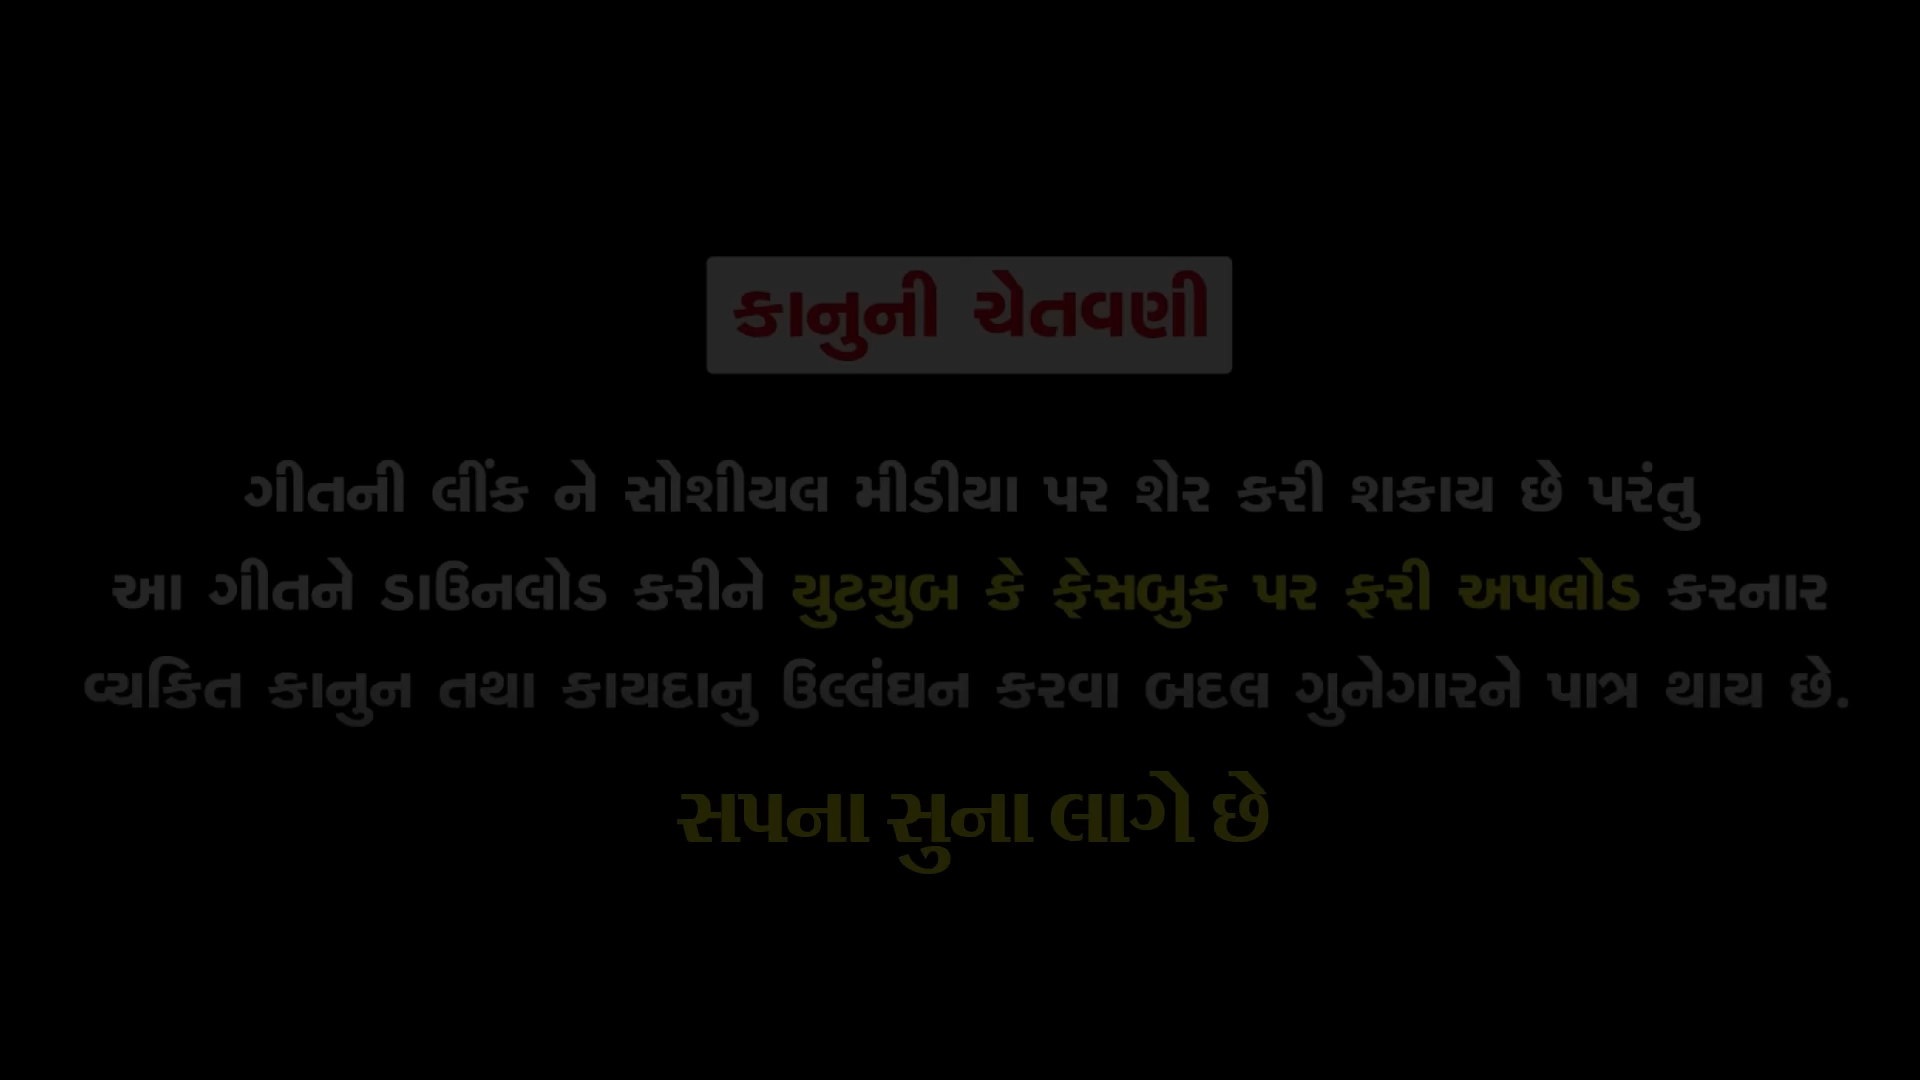 કાનુની ચેતવણી
ગીતની લીંક ને સોશીયલ મીડીયા પર શેર કરી શકાય છે પરંતુ
આ ગીતને ડાઉનલોડ કરીને યુટયુબ કે ફેસબુક પર ફરી અપલોડ કરનાર
વ્યકિત કાનુન તથા કાયદાનુ ઉલ્લંઘન કરવા બદલ ગુનેગારને પાત્ર થાય છે.
સપના સુના લાગે છે